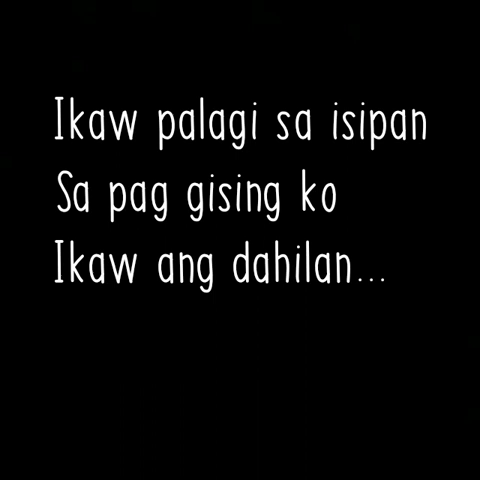 Ikaw palagi sa isipan
Sa pag gising ko
Ikaw ang dahilan...